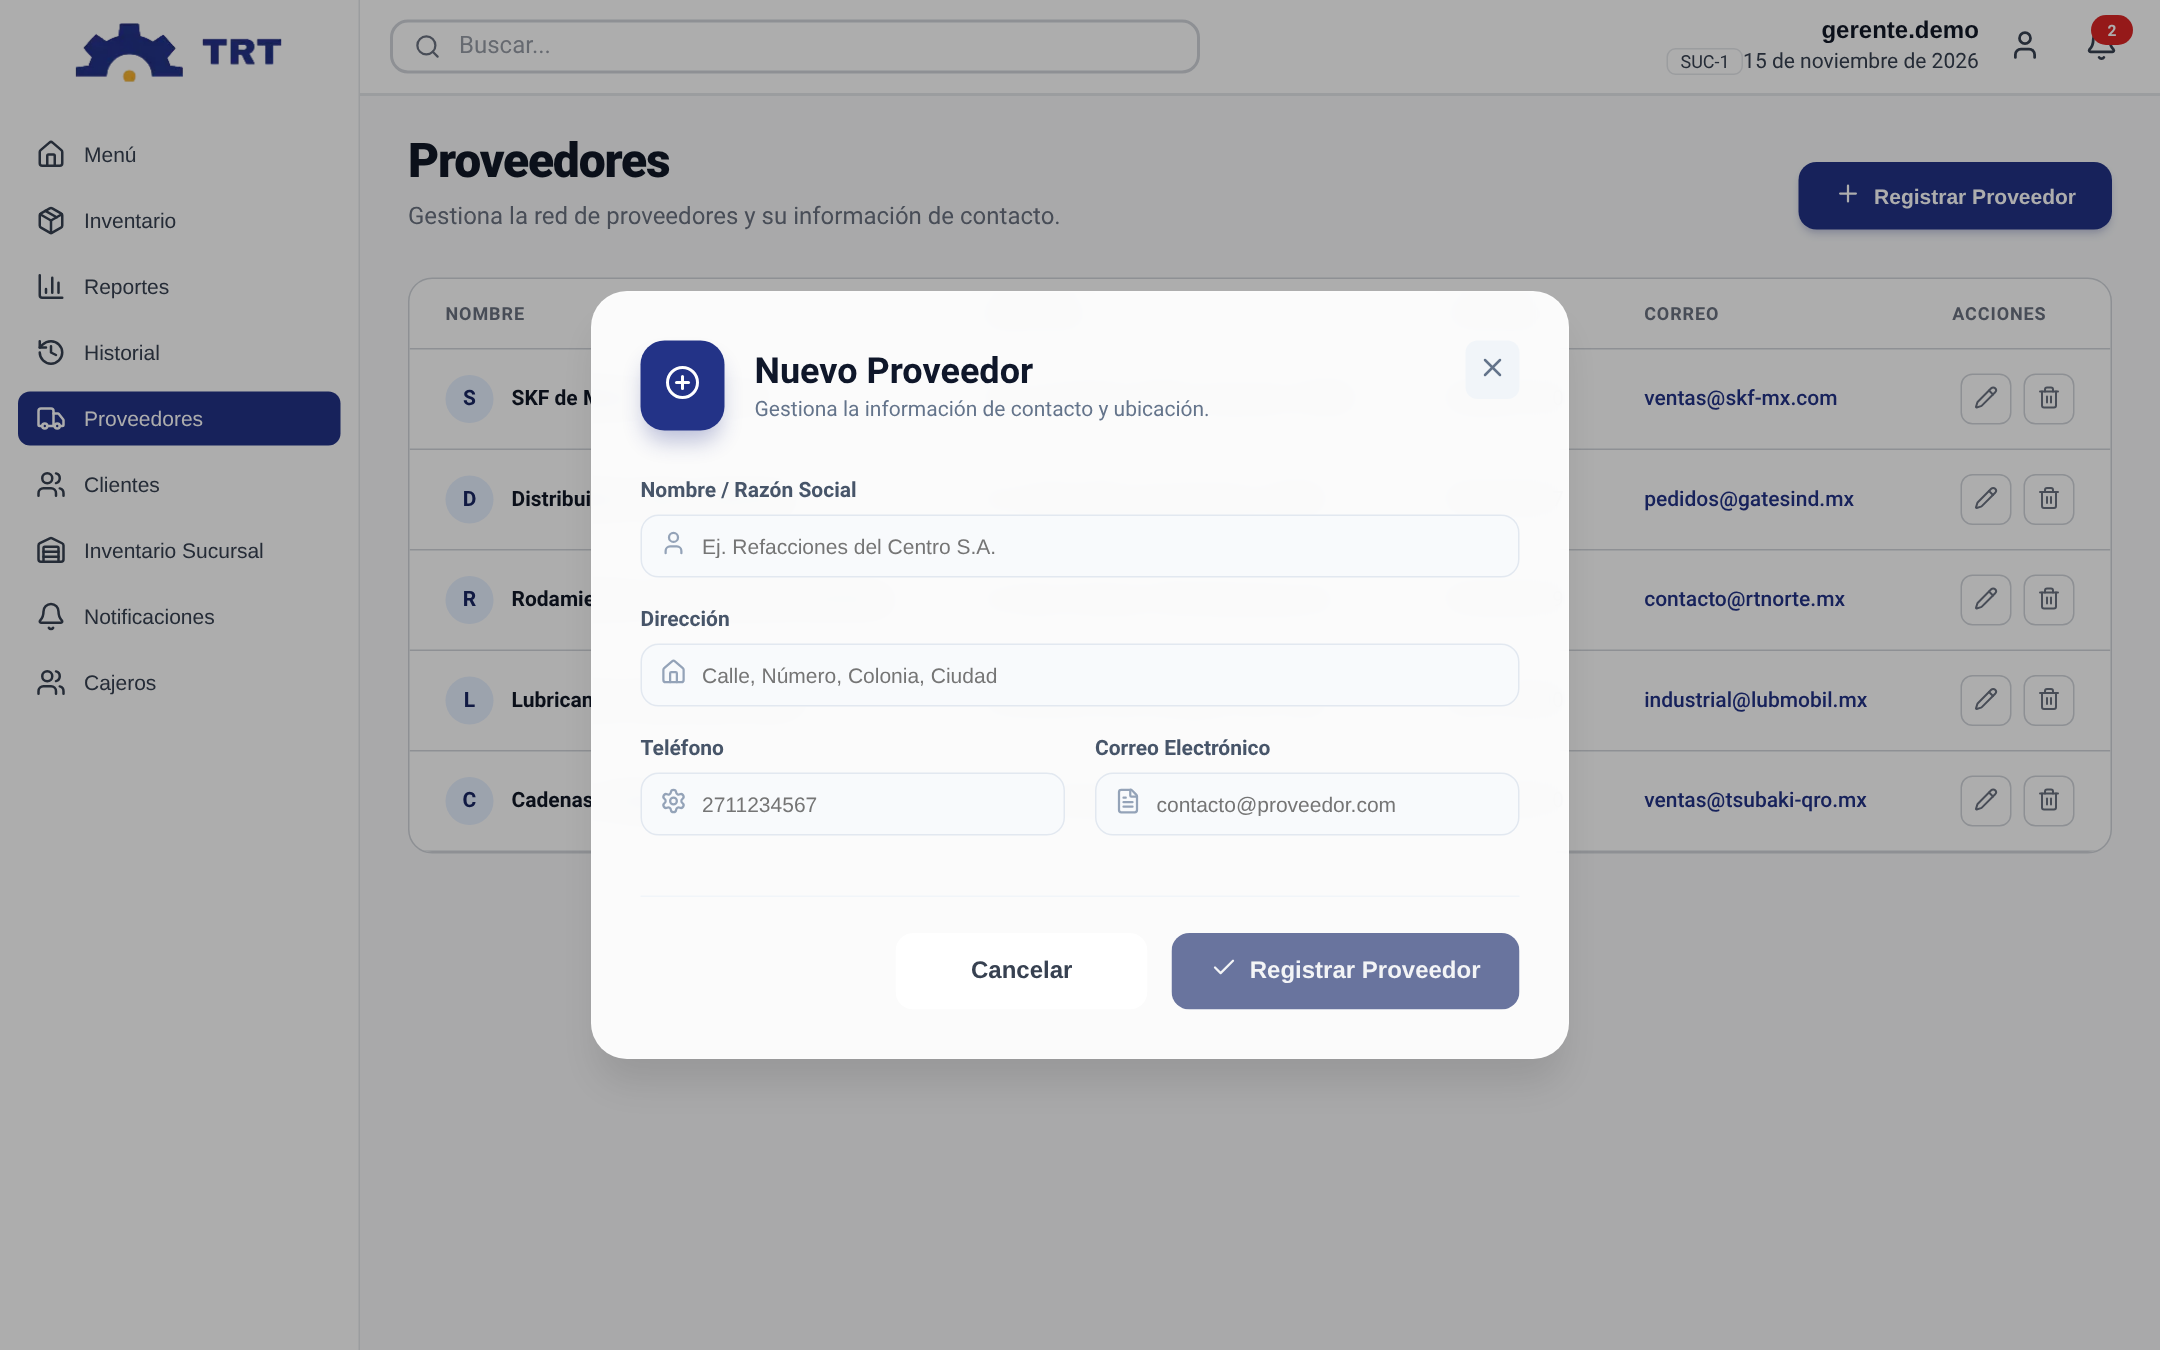 TRT
Buscar...
gerente.demo
SUC-1 15 de noviembre de 2026
2
Menú
Inventario
Reportes
Historial
Proveedores
Clientes
Inventario Sucursal
Notificaciones
Cajeros
Proveedores
Gestiona la red de proveedores y su información de contacto.
Registrar Proveedor
NOMBRE CORREO ACCIONES
S SKF de ventas@skf-mx.com
D pedidos@gatesind.mx
R contacto@rtnorte.mx
L industrial@lubmobil.mx
C Cadenas ventas@tsubaki-qro.mx
Nuevo Proveedor
Gestiona la información de contacto y ubicación.
Nombre / Razón Social
Ej. Refacciones del Centro S.A.
Dirección
Calle, Número, Colonia, Ciudad
Teléfono Correo Electrónico
2711234567 contacto@proveedor.com
Cancelar Registrar Proveedor